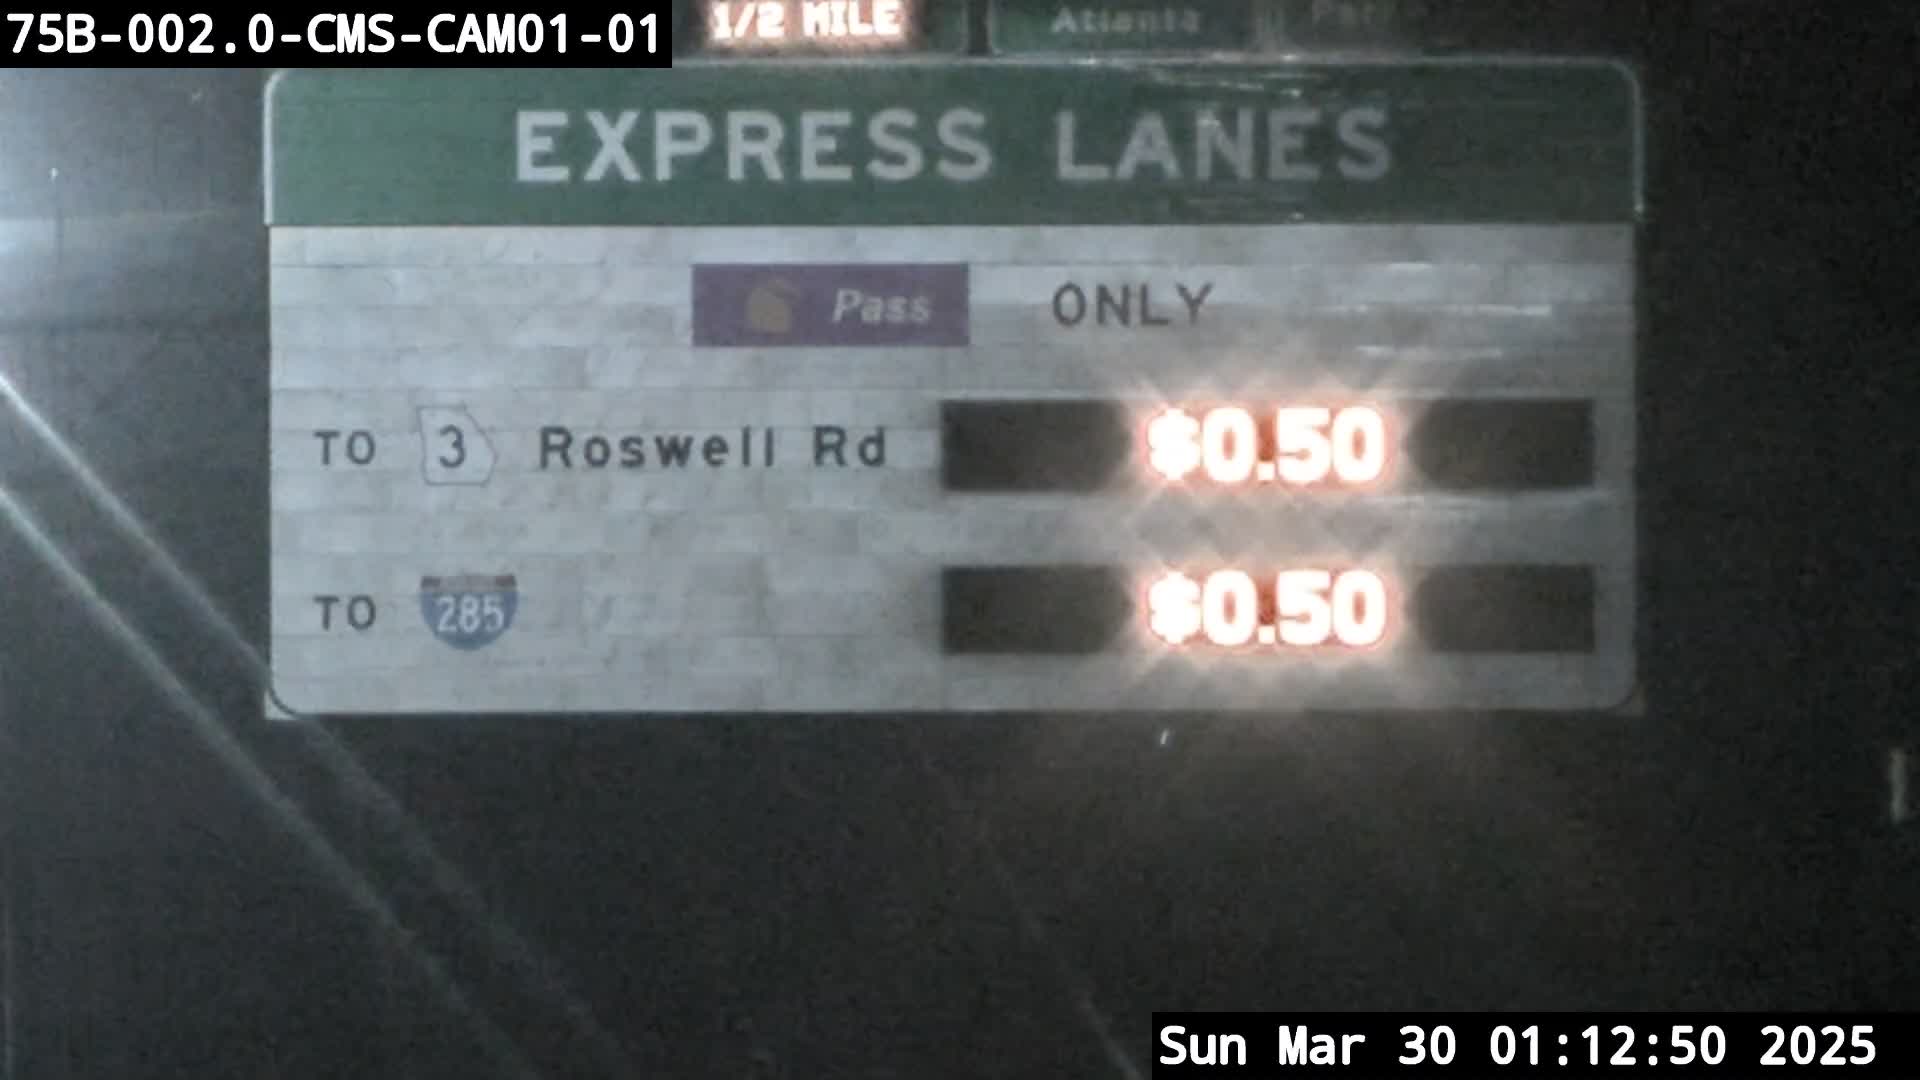 75B-002.0-CMS-CAM01-01
1/2 MILE
Atlanta
EXPRESS LANES
Pass ONLY
TO 3 Roswell Rd $0.50
TO 285 $0.50
Sun Mar 30 01:12:50 2025